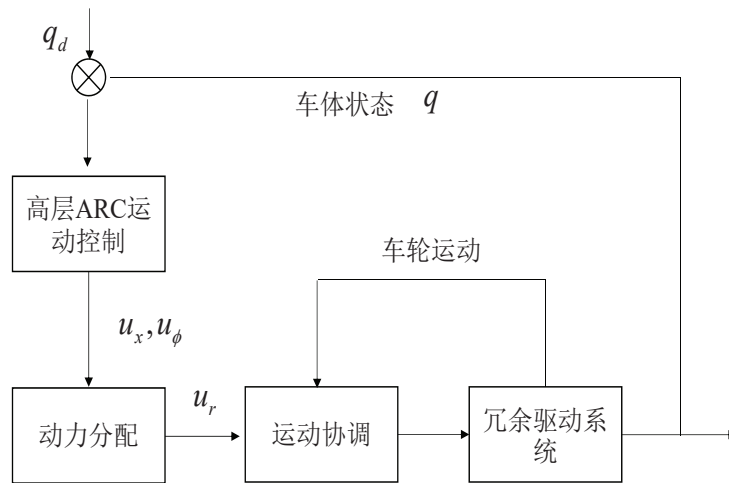 q_d
车体状态 q
高层ARC运
动控制
车轮运动
u_x,u_ϕ
u_r
动力分配
运动协调
冗余驱动系
统